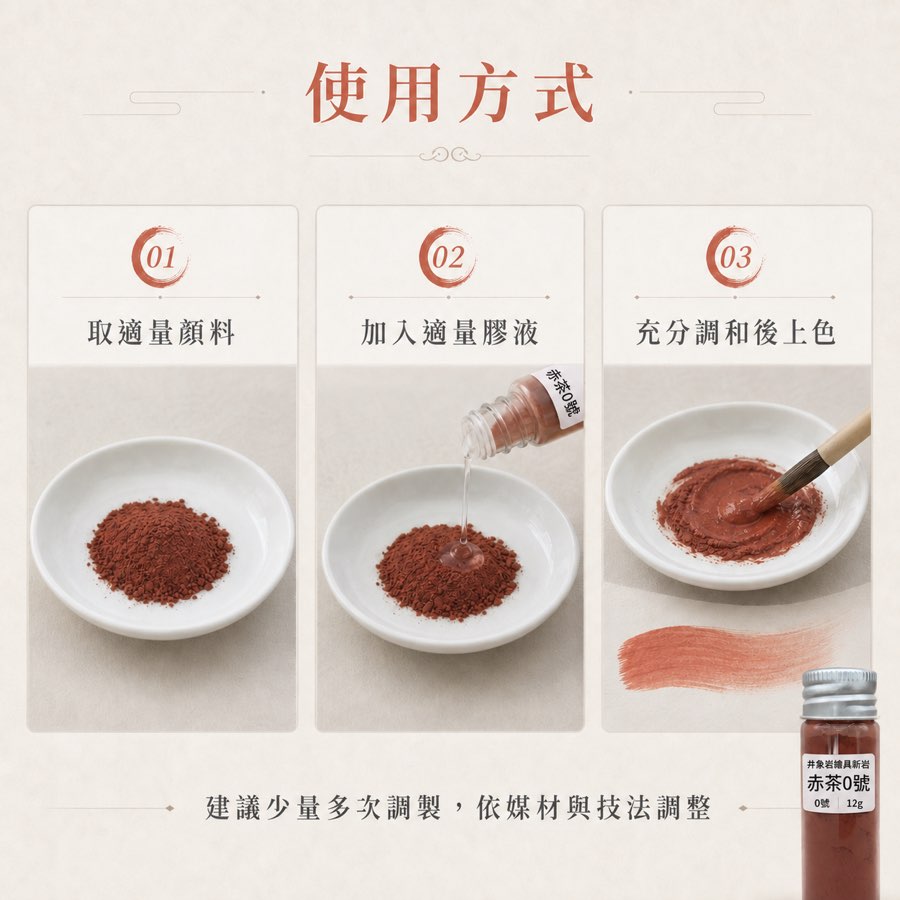 使用方式
01
取適量顏料
02
加入適量膠液
赤茶0號
03
充分調和後上色
井象岩繪具新岩
赤茶0號
0號 12g
建議少量多次調製，依媒材與技法調整